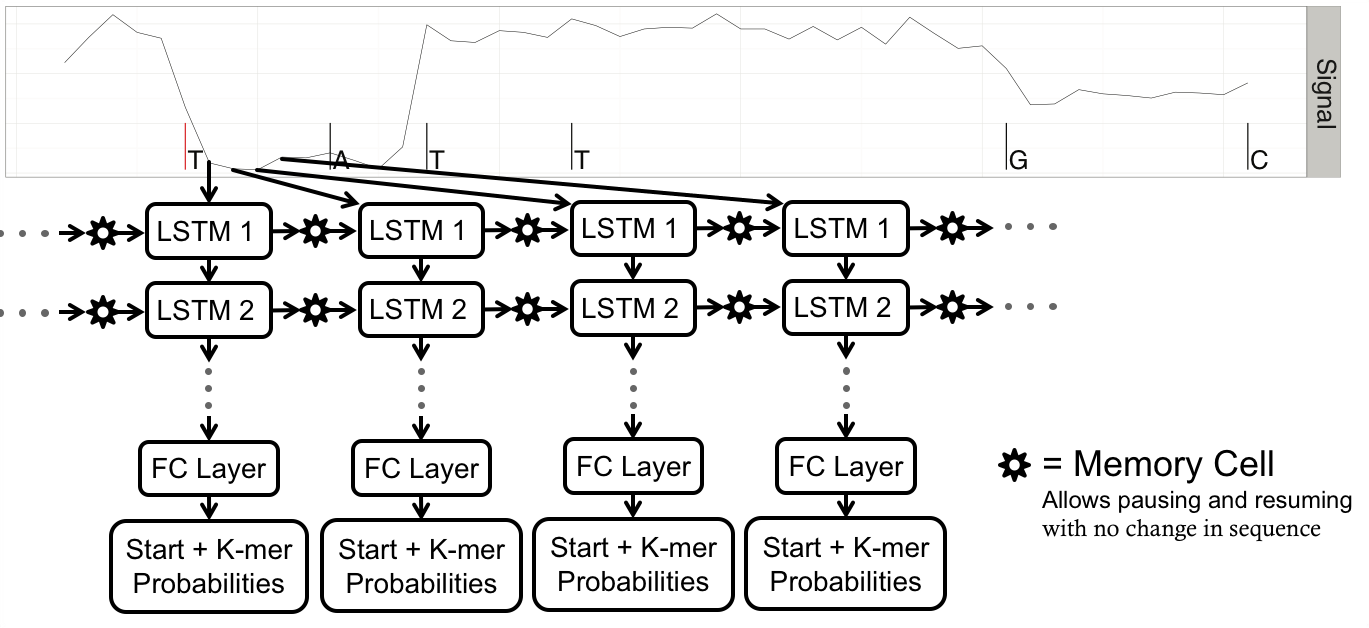 Signal
T
A
T
T
G
C
LSTM 1
LSTM 1
LSTM 1
LSTM 1
LSTM 2
LSTM 2
LSTM 2
LSTM 2
FC Layer
FC Layer
FC Layer
FC Layer
= Memory Cell
Allows pausing and resuming
with no change in sequence
Start + K-mer
Probabilities
Start + K-mer
Probabilities
Start + K-mer
Probabilities
Start + K-mer
Probabilities